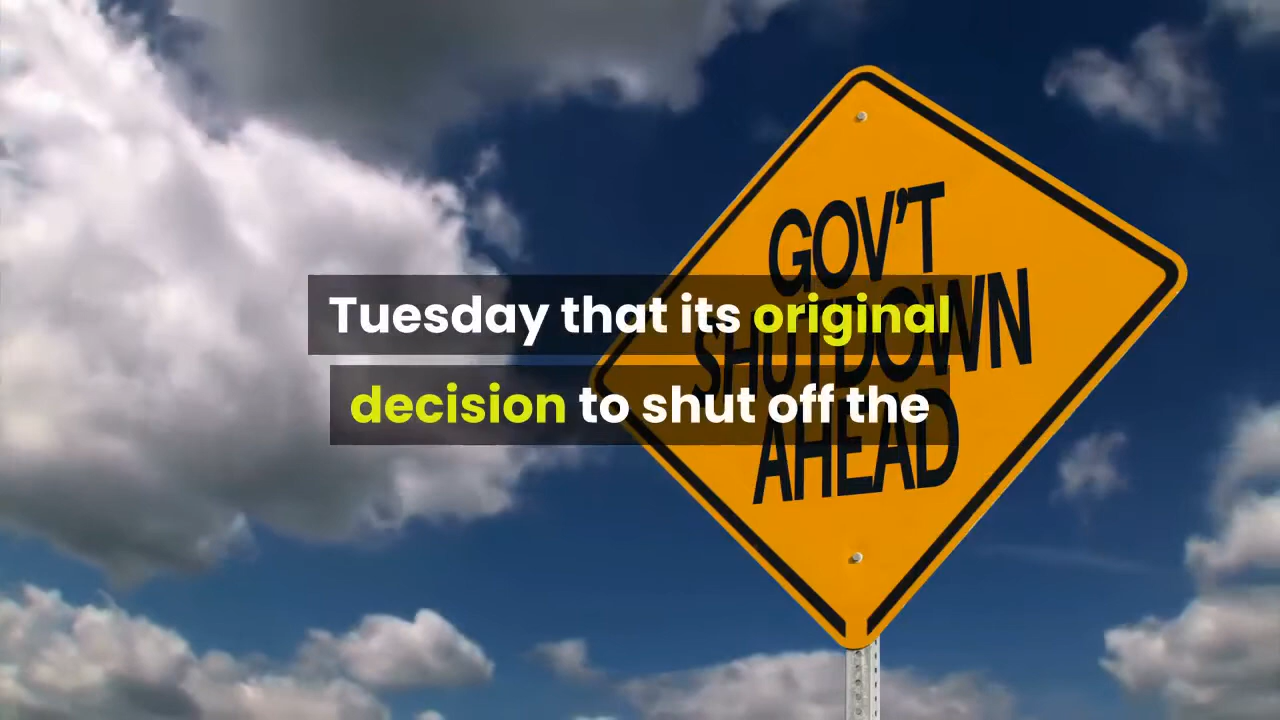 GOV'T
SHUTDOWN
AHEAD
Tuesday that its original
decision to shut off the